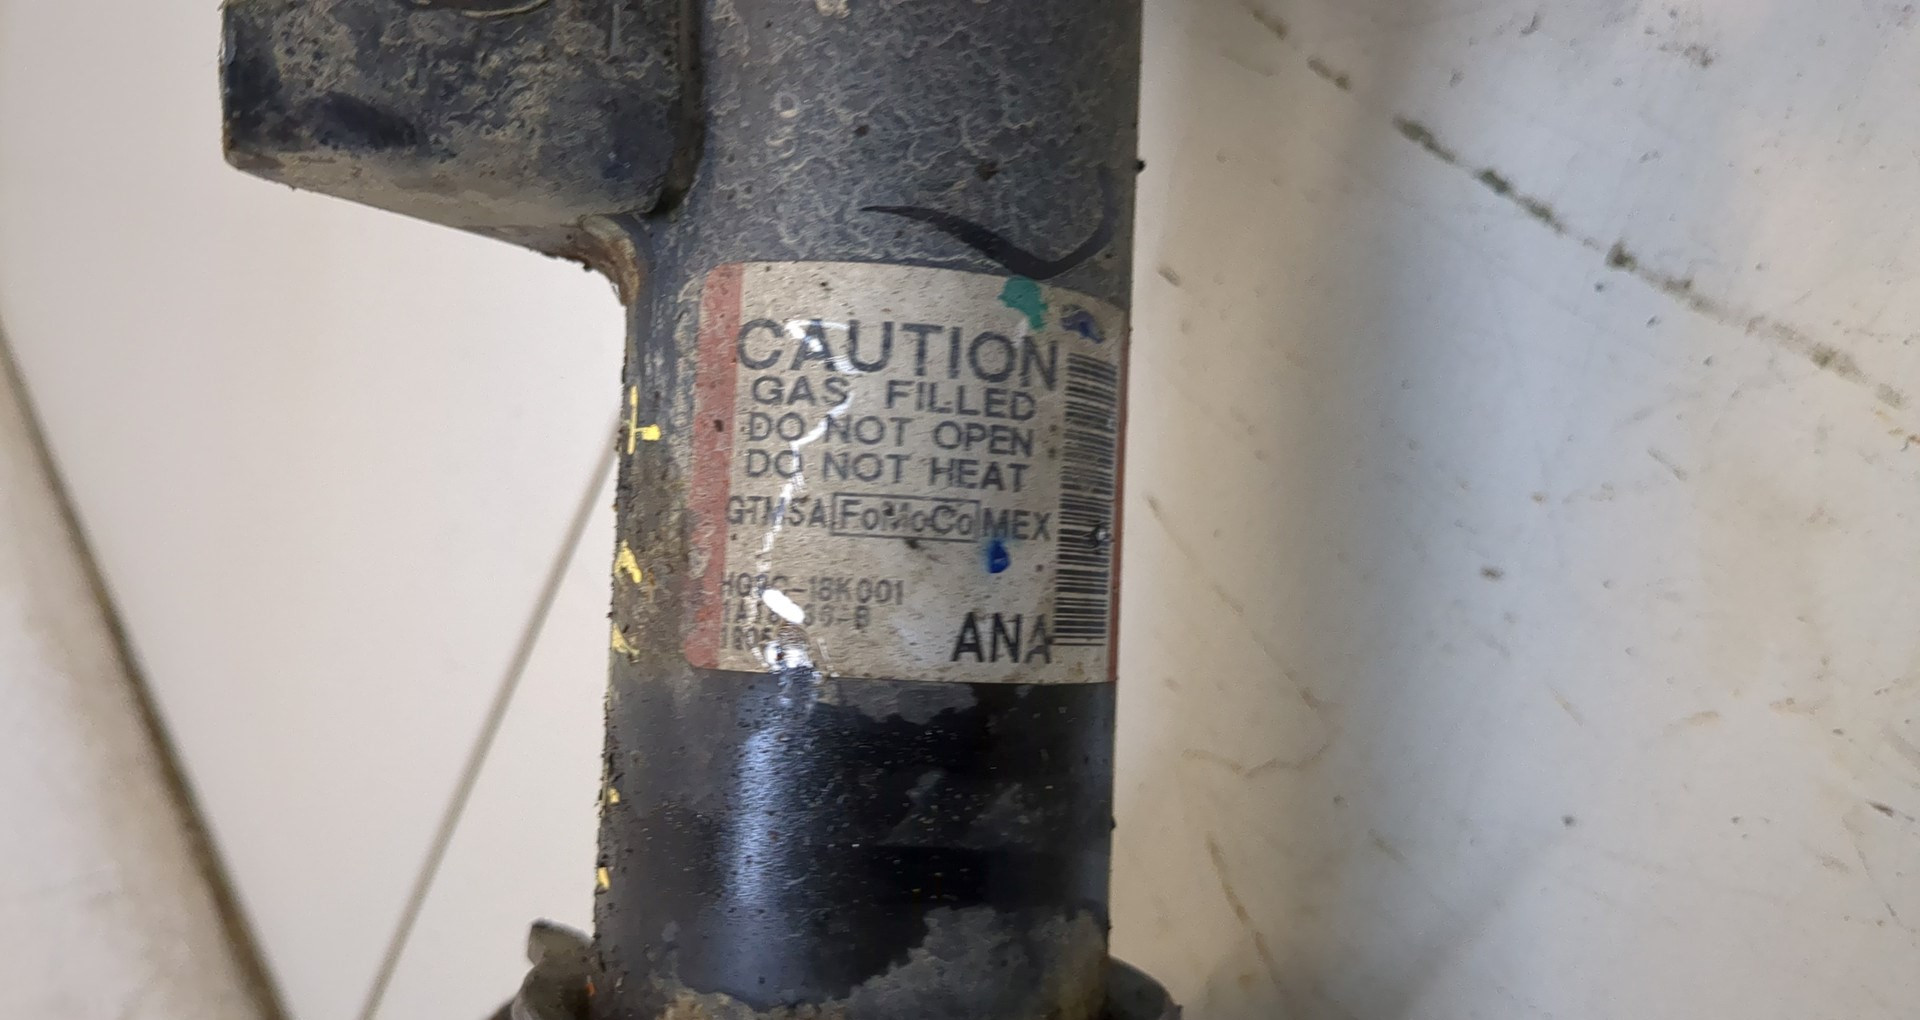 CAUTION
GAS FILLED
DO NOT OPEN
DO NOT HEAT
GTMSA FoMoCo MEX
ANA